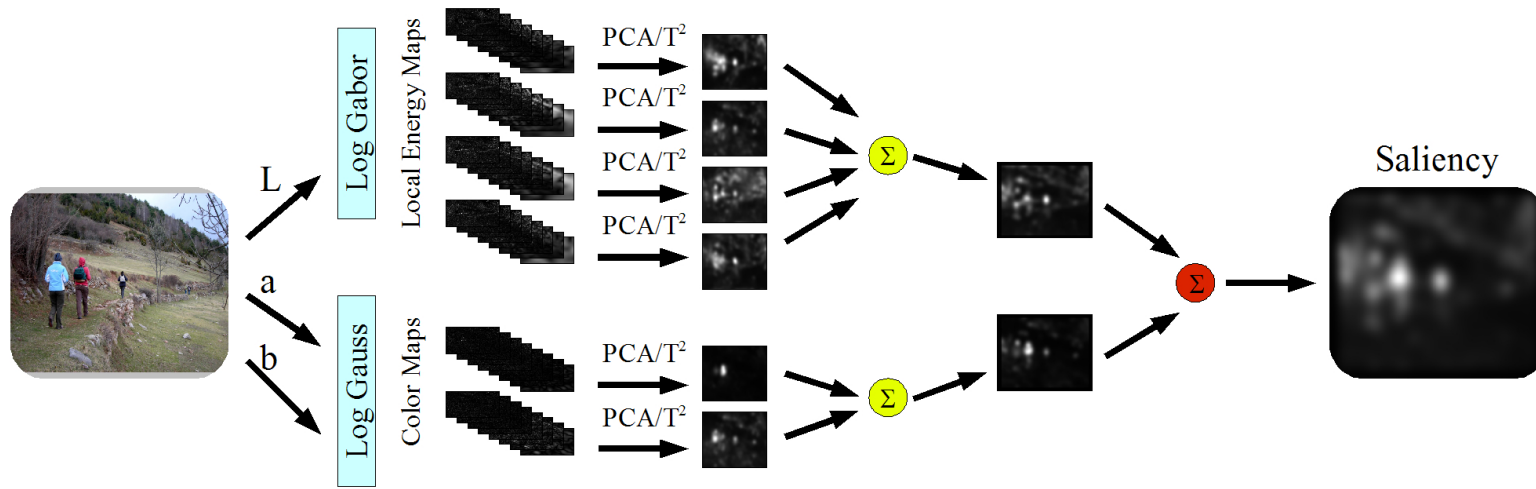 L
a
b
Log Gabor
Log Gauss
Local Energy Maps
Color Maps
PCA/T²
PCA/T²
PCA/T²
PCA/T²
PCA/T²
PCA/T²
Σ
Σ
Σ
Saliency